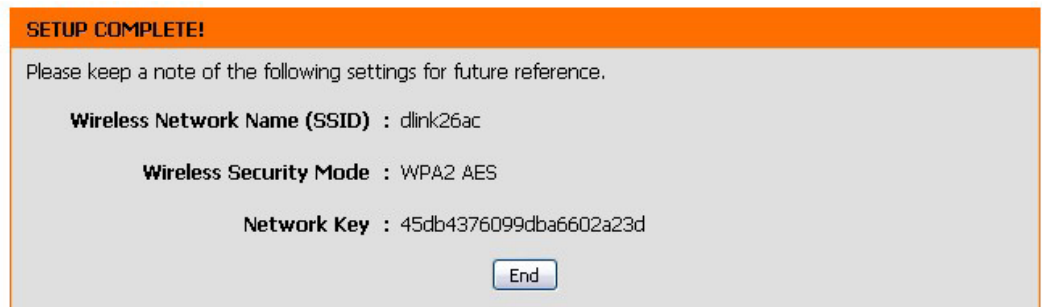 SETUP COMPLETE!
Please keep a note of the following settings for future reference.
Wireless Network Name (SSID) : dlink26ac
Wireless Security Mode : WPA2 AES
Network Key : 45db4376099dba6602a23d
End